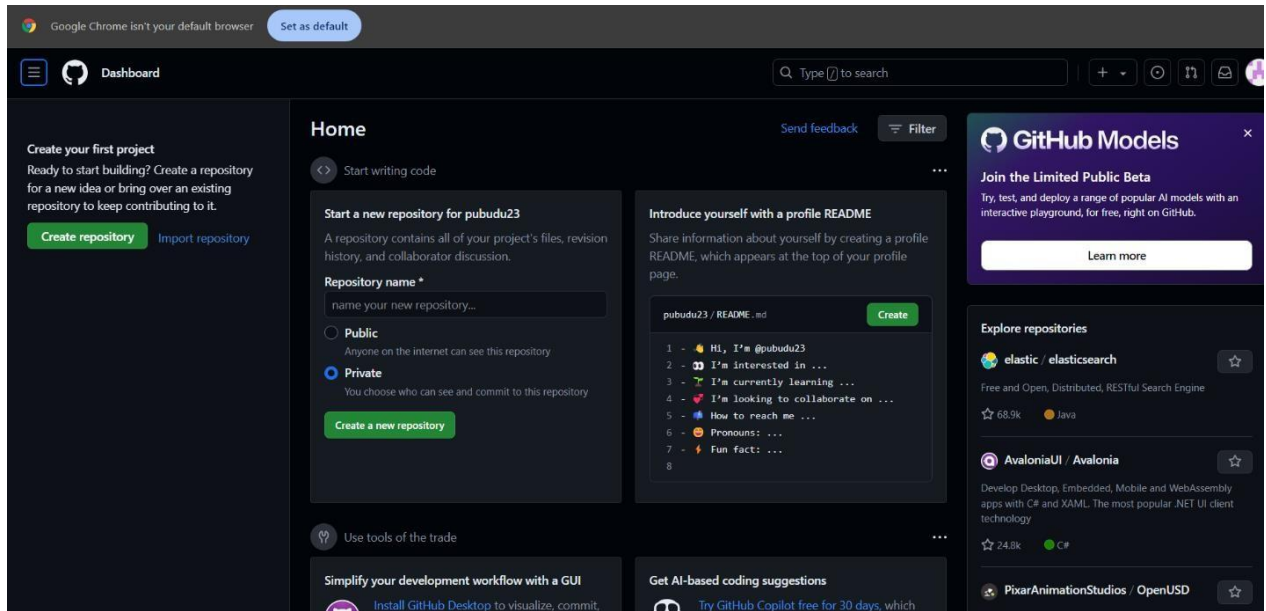 Google Chrome isn't your default browser
Set as default
Dashboard
Type / to search
Create your first project
Ready to start building? Create a repository
for a new idea or bring over an existing
repository to keep contributing to it.
Create repository
Import repository
Home
Send feedback
Filter
Start writing code
Start a new repository for pubudu23
A repository contains all of your project's files, revision
history, and collaborator discussion.
Repository name *
name your new repository...
Public
Anyone on the internet can see this repository
Private
You choose who can see and commit to this repository
Create a new repository
Introduce yourself with a profile README
Share information about yourself by creating a profile
README, which appears at the top of your profile
page.
pubudu23 / README.md
Create
1 - 👋 Hi, I'm @pubudu23
2 - 👀 I'm interested in ...
3 - 🌱 I'm currently learning ...
4 - 💞️ I'm looking to collaborate on ...
5 - 📫 How to reach me ...
6 - 😄 Pronouns: ...
7 - ⚡ Fun fact: ...
8
Use tools of the trade
Simplify your development workflow with a GUI
Install GitHub Desktop to visualize, commit,
Get AI-based coding suggestions
Try GitHub Copilot free for 30 days, which
GitHub Models
Join the Limited Public Beta
Try, test, and deploy a range of popular AI models with an
interactive playground, for free, right on GitHub.
Learn more
Explore repositories
elastic / elasticsearch
Free and Open, Distributed, RESTful Search Engine
68.9k
Java
AvaloniaUI / Avalonia
Develop Desktop, Embedded, Mobile and WebAssembly
apps with C# and XAML. The most popular .NET UI client
technology
24.8k
C#
PixarAnimationStudios / OpenUSD